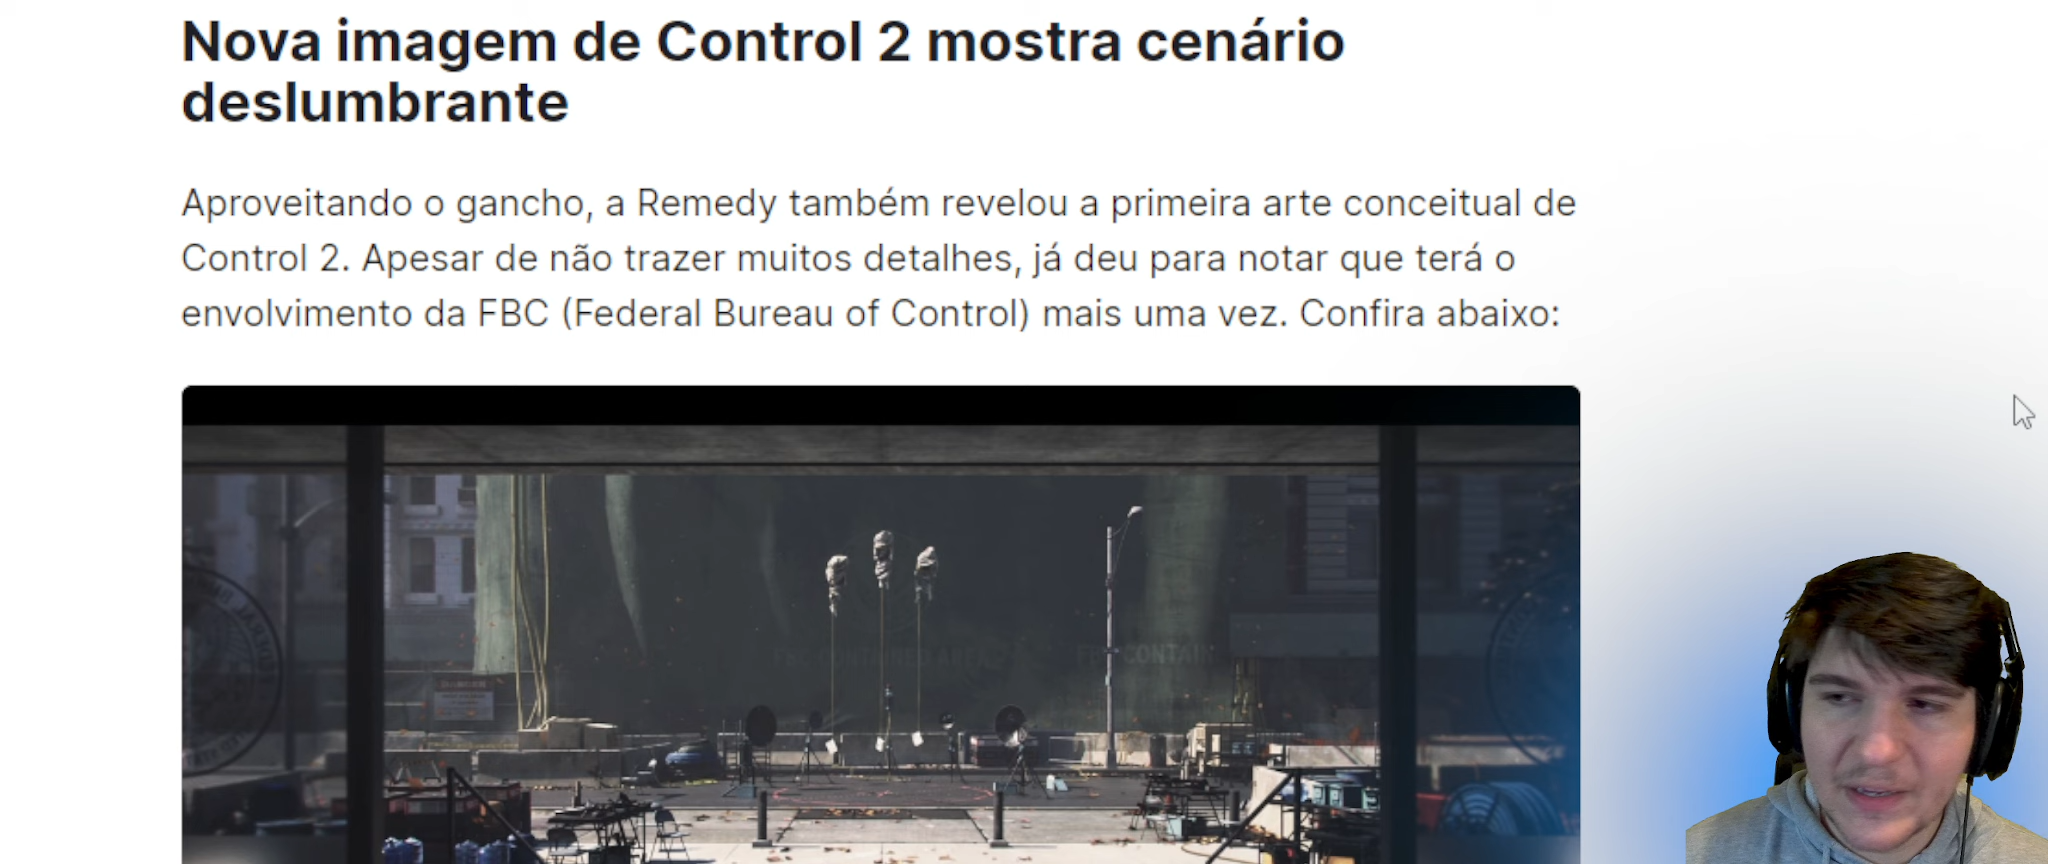 Nova imagem de Control 2 mostra cenário
deslumbrante
Aproveitando o gancho, a Remedy também revelou a primeira arte conceitual de
Control 2. Apesar de não trazer muitos detalhes, já deu para notar que terá o
envolvimento da FBC (Federal Bureau of Control) mais uma vez. Confira abaixo: